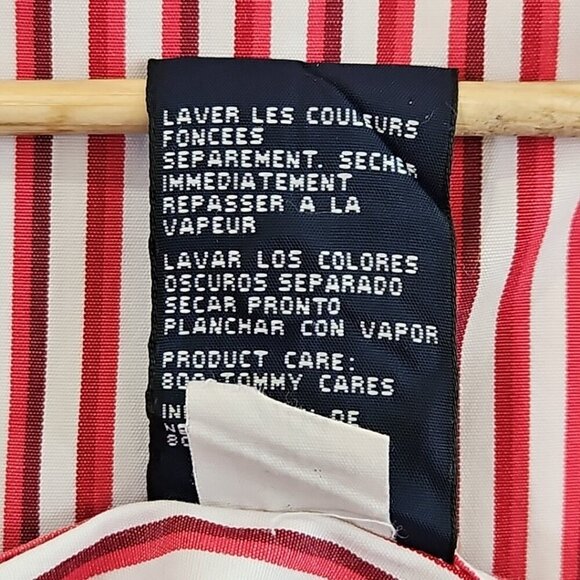 LAVER LES COULEURS
FONCEES
SEPAREMENT. SECHER
IMMEDIATEMENT
REPASSER A LA
VAPEUR
LAVAR LOS COLORES
OSCUROS SEPARADO
SECAR PRONTO
PLANCHAR CON VAPOR
PRODUCT CARE:
800-TOMMY CARES
DE